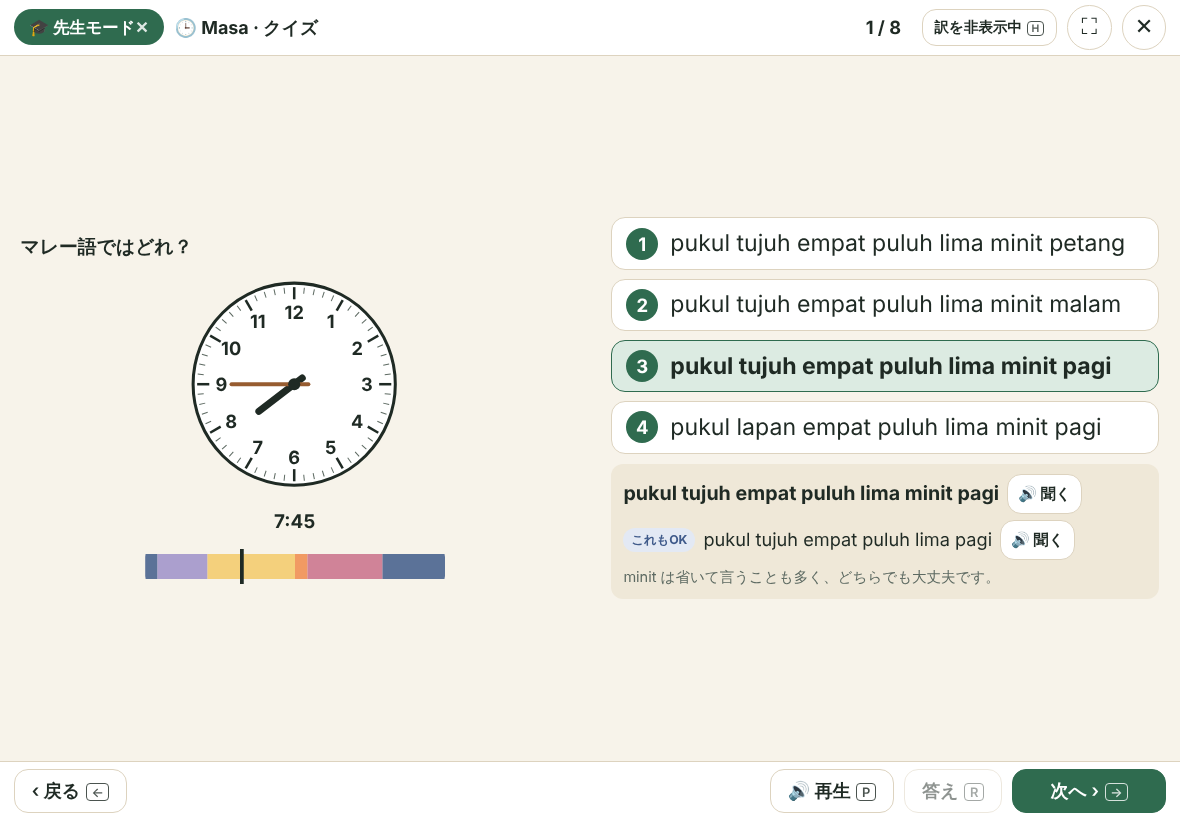 🎓 先生モード✕
🕒 Masa · クイズ
1 / 8
訳を非表示中 H
✕
マレー語ではどれ？
12
1
2
3
4
5
6
7
8
9
10
11
7:45
1 pukul tujuh empat puluh lima minit petang
2 pukul tujuh empat puluh lima minit malam
3 pukul tujuh empat puluh lima minit pagi
4 pukul lapan empat puluh lima minit pagi
pukul tujuh empat puluh lima minit pagi 🔊 聞く
これもOK pukul tujuh empat puluh lima pagi 🔊 聞く
minit は省いて言うことも多く、どちらでも大丈夫です。
‹ 戻る ←
🔊 再生 P
答え R
次へ › →